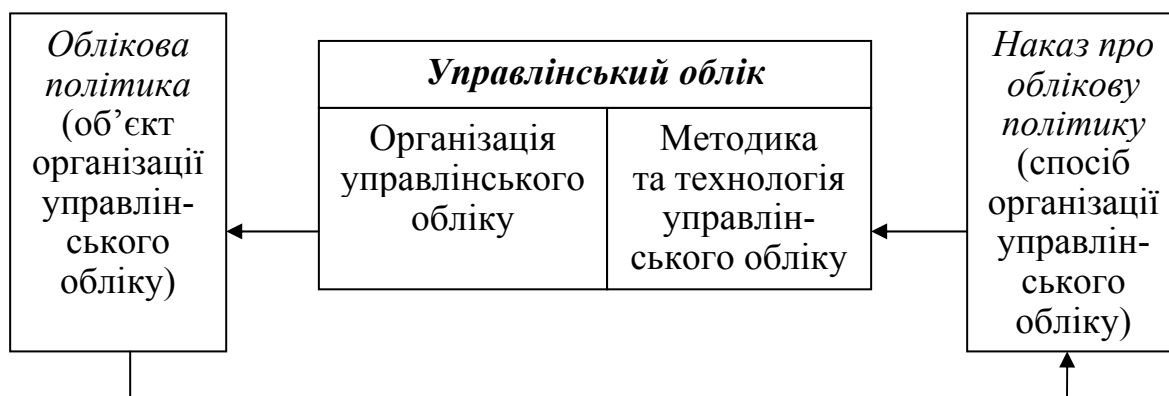 Облікова
політика
(об’єкт
організації
управлін-
ського
обліку)
Управлінський облік
Організація
управлінського
обліку
Методика
та технологія
управлін-
ського обліку
Наказ про
облікову
політику
(спосіб
організації
управлін-
ського
обліку)